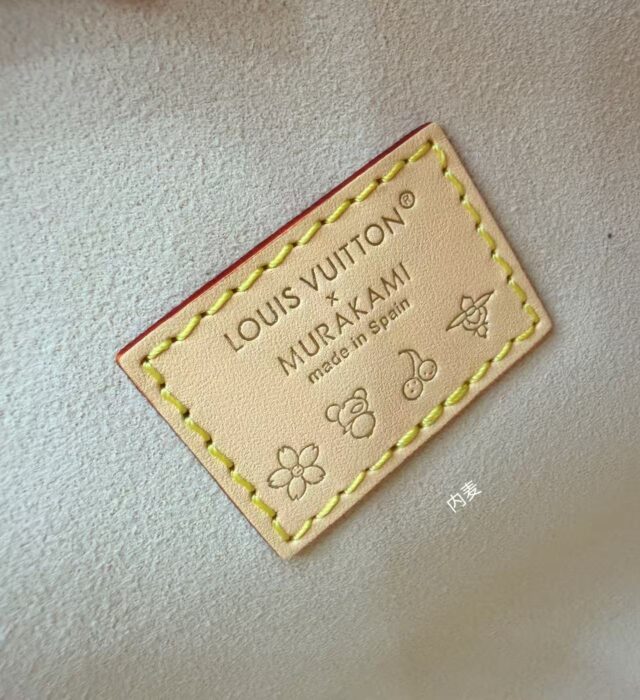 LOUIS VUITTON®
×
MURAKAMI
made in Spain
内麦